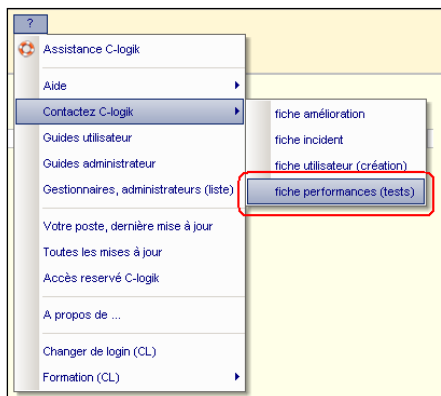 ?
Assistance C-logik
Aide
Contactez C-logik
Guides utilisateur
Guides administrateur
Gestionnaires, administrateurs (liste)
Votre poste, dernière mise à jour
Toutes les mises à jour
Accès reservé C-logik
A propos de ...
Changer de login (CL)
Formation (CL)
fiche amélioration
fiche incident
fiche utilisateur (création)
fiche performances (tests)